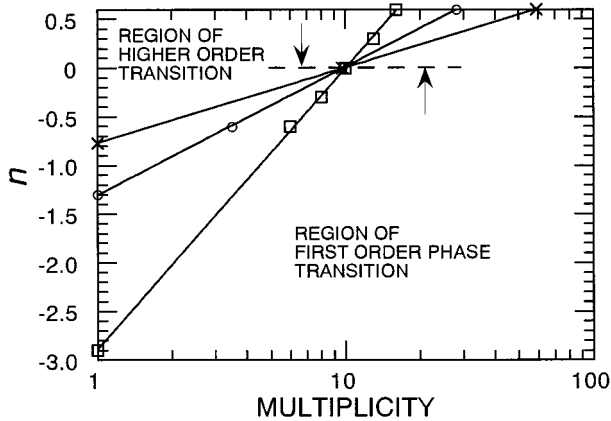 REGION OF
HIGHER ORDER
TRANSITION
0.5
0
-0.5
-1.0
-1.5
-2.0
-2.5
-3.0
n
REGION OF
FIRST ORDER PHASE
TRANSITION
1
10
100
MULTIPLICITY